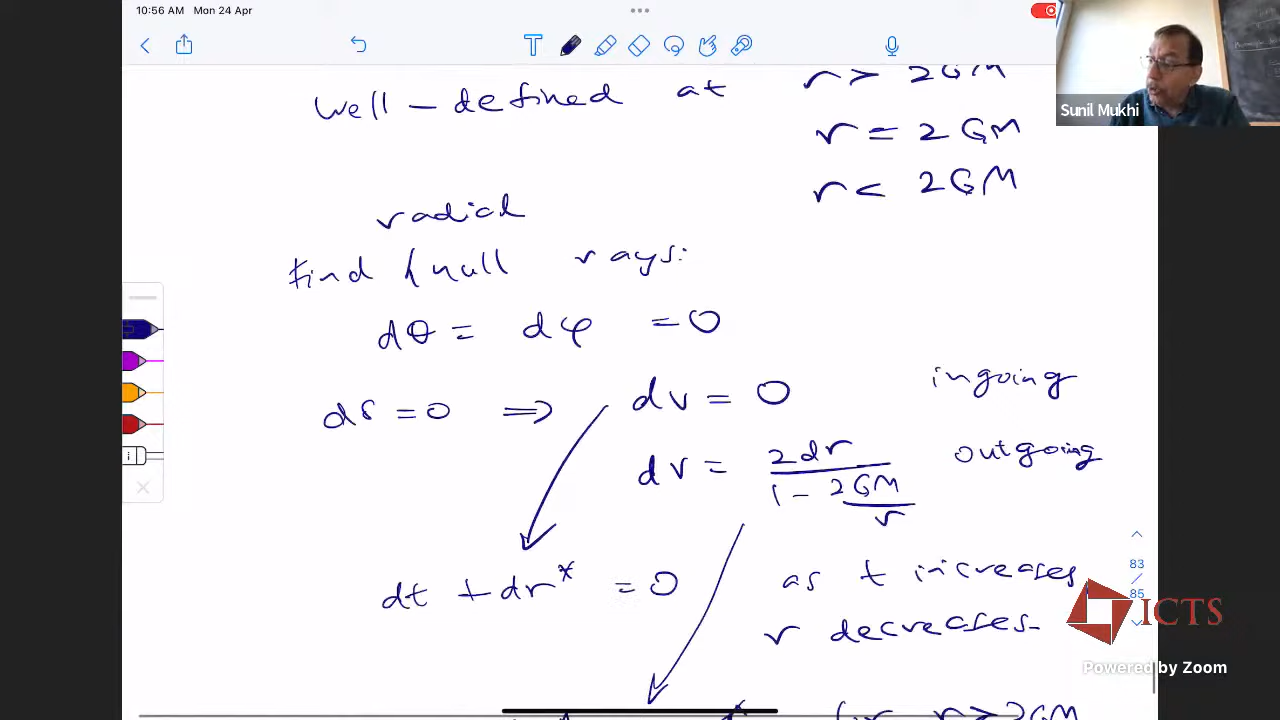 10:56 AM Mon 24 Apr
Sunil Mukhi
well - defined at r > 2GM
r = 2GM
r < 2GM
radial
Find null rays:
dθ = dφ = 0
ds = 0 ⇒ dv = 0 ingoing
dv = 2dr / (1 - 2GM/r) outgoing
dt + dr* = 0 as t increases
r decreases
for r > 2GM
83
/
85
ICTS
Powered by Zoom